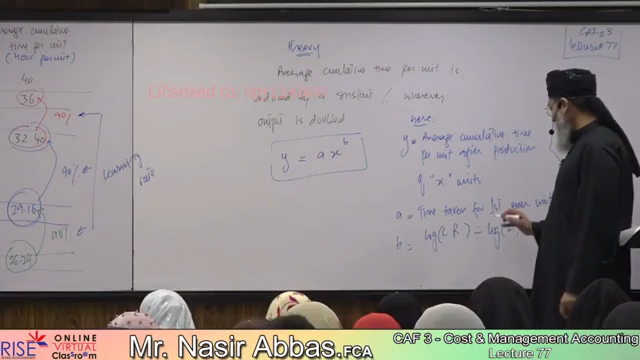 Average cumulative
time per unit
(hour per unit)
40
36
90%
32.40
90%
29.16
90%
26.24
Learning
rate
Theory
Average cumulative time per unit is
reduced by a constant % whenever
output is doubled
y = a x^b
CAF-03
Lecture # 77
here:
y = Average cumulative time
per unit after production
of "x" units
a = Time taken for 1st
b = log(LR) ÷ log(
RISE
ONLINE
VIRTUAL
Classroom
Mr. Nasir Abbas,FCA
CAF 3 - Cost & Management Accounting
Lecture 77